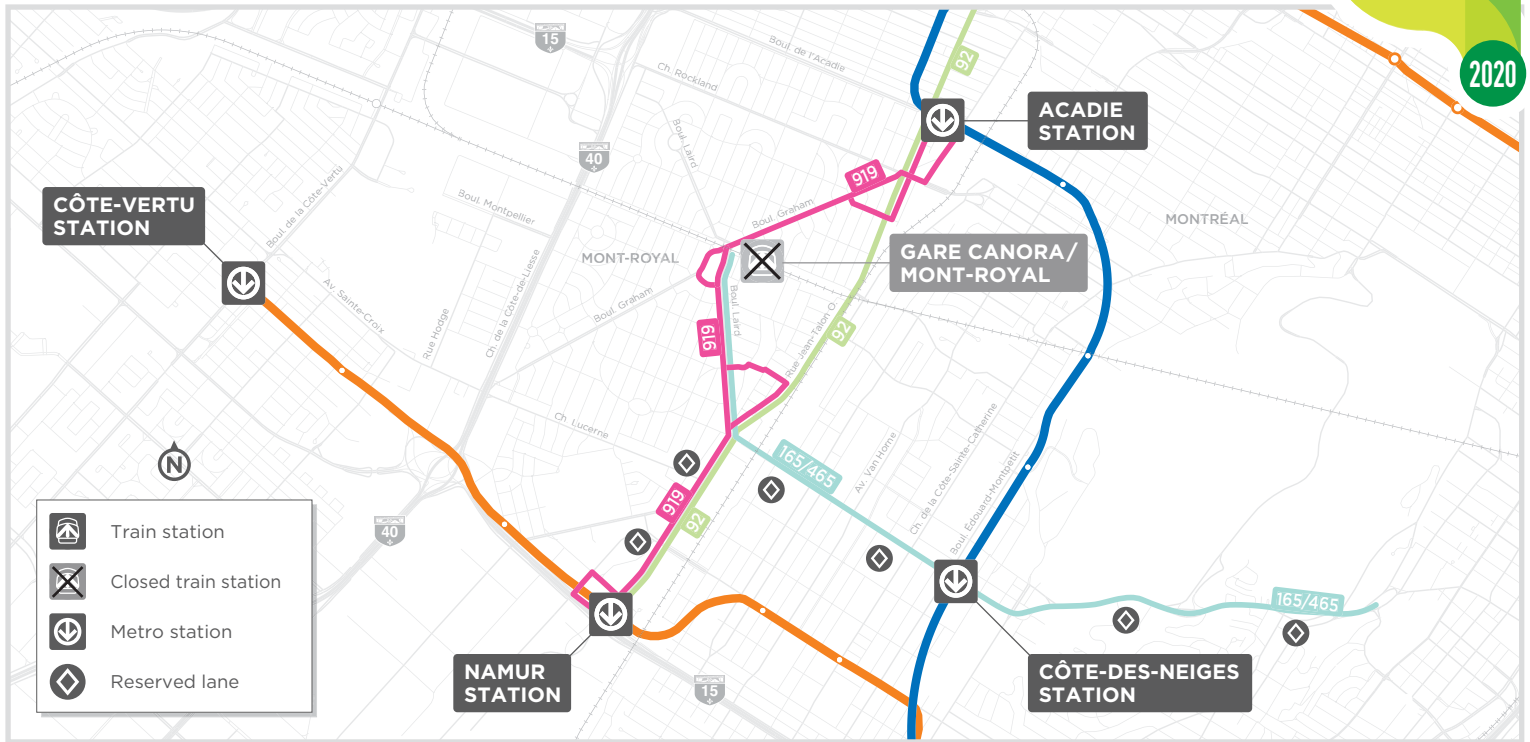 2020
15
Boul. de l'Acadie
Ch. Rockland
92
ACADIE
STATION
Boul. Laird
40
919
CÔTE-VERTU
STATION
Boul. de la Côte-Vertu
Boul. Montpellier
Boul. Graham
MONTRÉAL
MONT-ROYAL
GARE CANORA/
MONT-ROYAL
Av. Sainte-Croix
Rue Hodge
Ch. de la Côte-de-Liesse
Boul. Graham
Boul. Laird
919
92
Rue Jean-Talon O.
Ch. Lucerne
165/465
Av. Van Horne
Ch. de la Côte-Sainte-Catherine
Boul. Edouard-Montpetit
N
919
92
40
Train station
Closed train station
Metro station
Reserved lane
165/465
NAMUR
STATION
15
CÔTE-DES-NEIGES
STATION